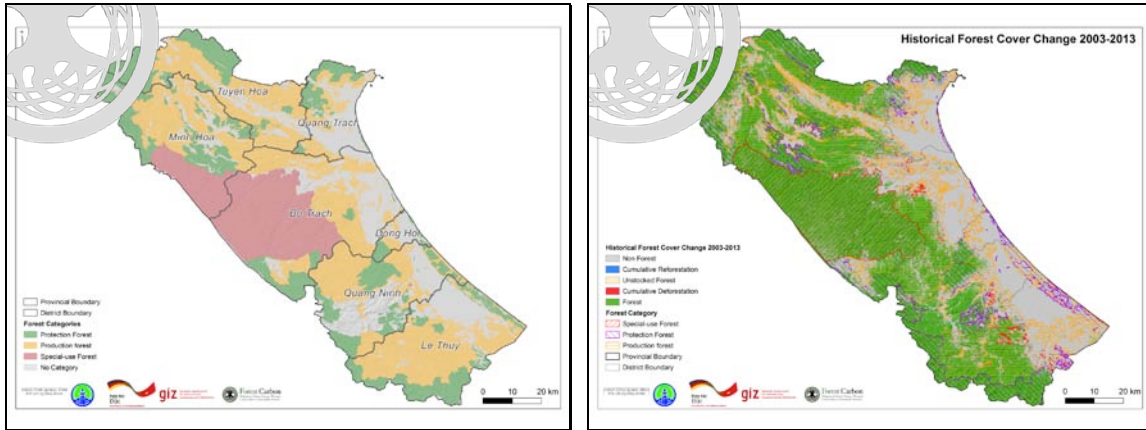 Tuyen Hoa
Quang Trach
Minh Hoa
Bo Trach
Dong Hoi
Quang Ninh
Le Thuy
Provincial Boundary
District Boundary
Forest Categories
Protection Forest
Production forest
Special-use Forest
No Category
giz
Forest Carbon
0 10 20 km
Historical Forest Cover Change 2003-2013
Historical Forest Cover Change 2003-2013
Non Forest
Cumulative Reforestation
Unstocked Forest
Cumulative Deforestation
Forest
Forest Category
Special-use Forest
Protection Forest
Production forest
Provincial Boundary
District Boundary
giz
Forest Carbon
0 10 20 km